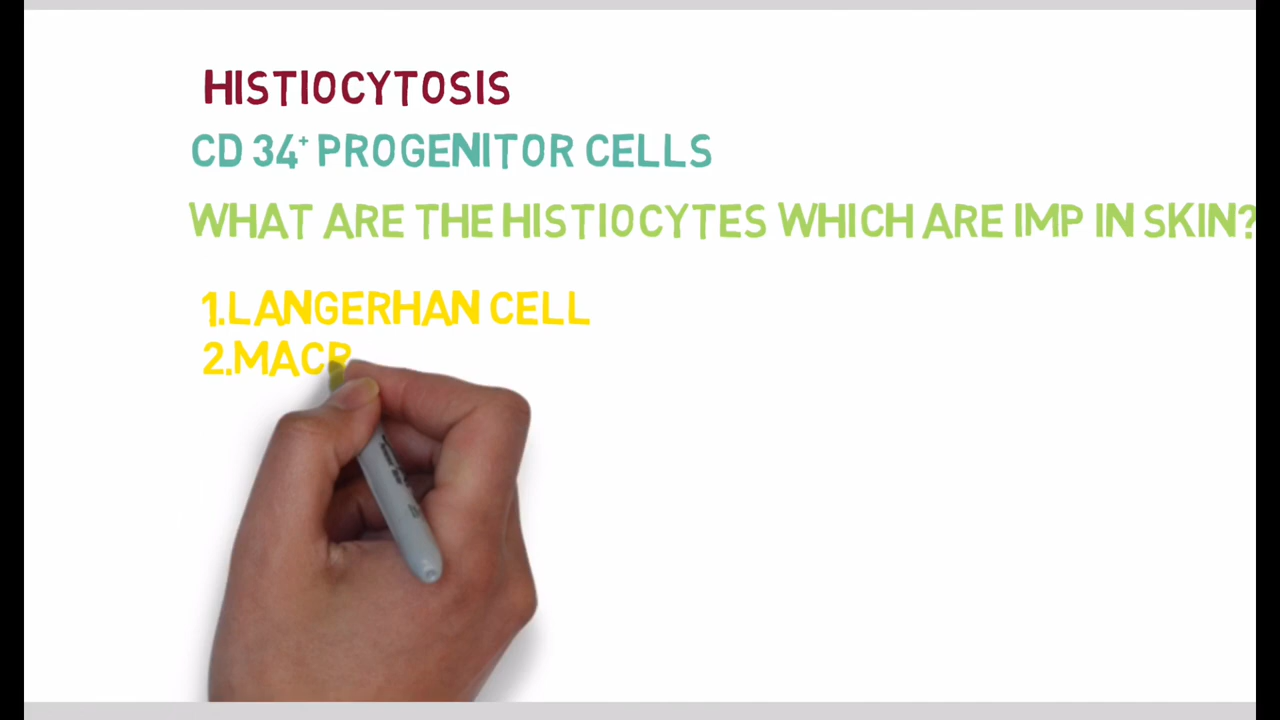 HISTIOCYTOSIS
CD 34⁺ PROGENITOR CELLS
WHAT ARE THE HISTIOCYTES WHICH ARE IMP IN SKIN?
1.LANGERHAN CELL
2.MACR